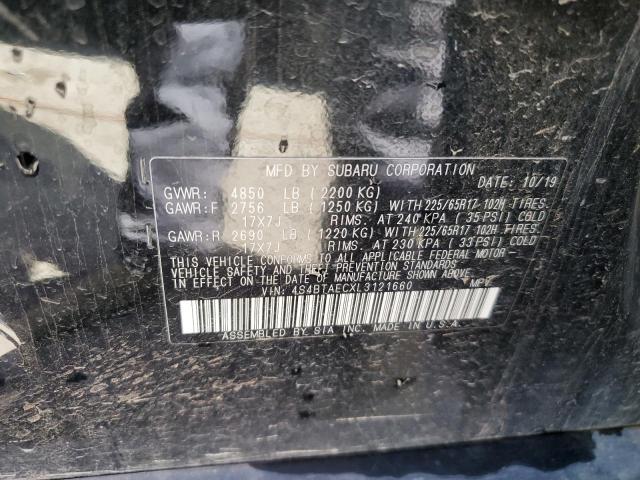 MFD BY SUBARU CORPORATION
DATE: 10/19
GVWR: 4850 LB (2200 KG)
GAWR:F 2756 LB (1250 KG) WITH 225/65R17-102H TIRES.
17X7J RIMS. AT 240 KPA (35 PSI) COLD
GAWR:R 2690 LB. (1220 KG) WITH 225/65R17-102H TIRES.
17X7J RIMS. AT 230 KPA (33 PSI) COLD
THIS VEHICLE CONFORMS TO ALL APPLICABLE FEDERAL MOTOR
VEHICLE SAFETY AND THEFT PREVENTION STANDARDS
IN EFFECT ON THE DATE OF MANUFACTURE SHOWN ABOVE.
VIN: 4S4BTAECXL3121660 MPV
ASSEMBLED BY SIA INC. MADE IN U.S.A.